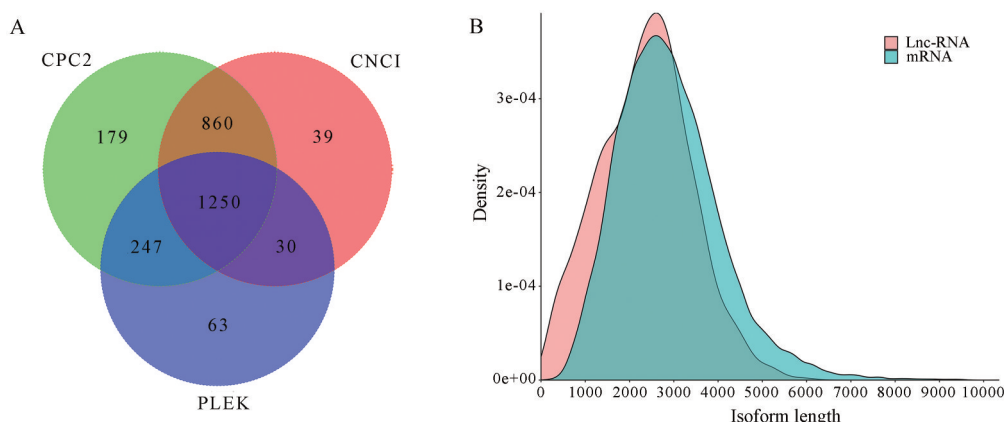 A
CPC2
CNCI
179
860
39
1250
247
30
63
PLEK
B
Lnc-RNA
mRNA
Density
3e-04
2e-04
1e-04
0e+00
0 1000 2000 3000 4000 5000 6000 7000 8000 9000 10000
Isoform length